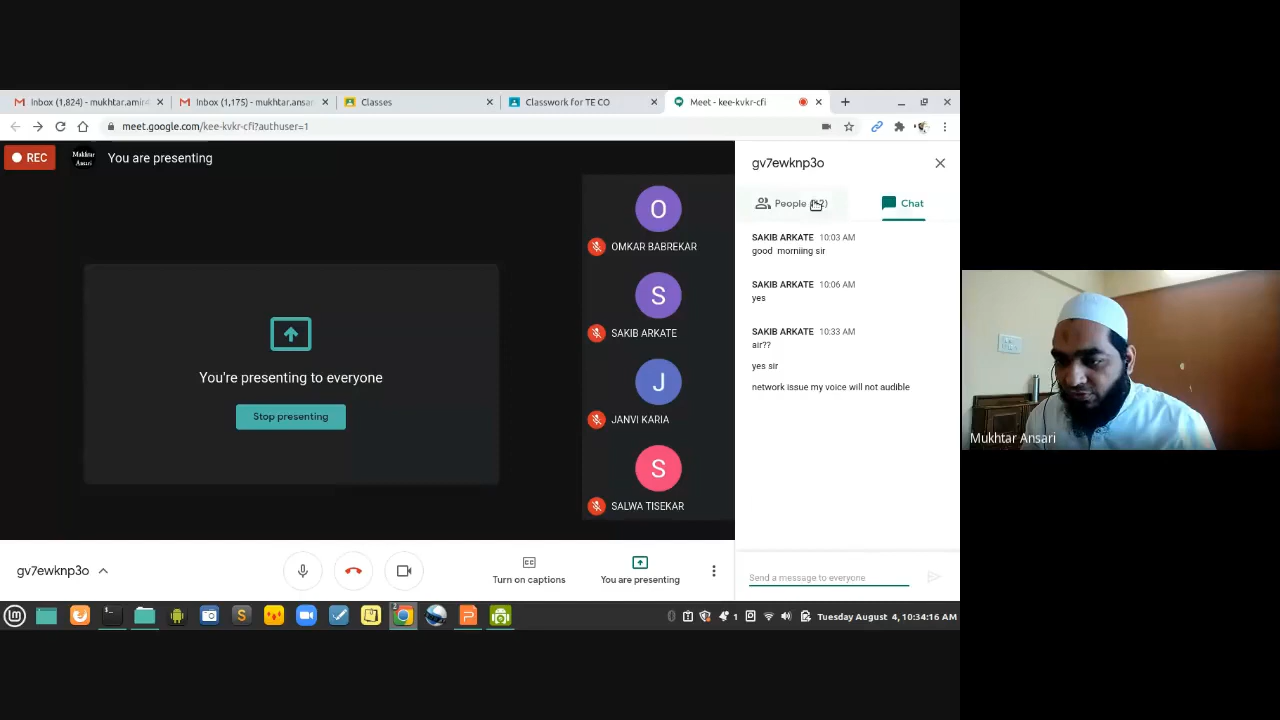 Inbox (1,824) - mukhtar.amir4
Inbox (1,175) - mukhtar.ansar
Classes
Classwork for TE CO
Meet - kee-kvkr-cfi
meet.google.com/kee-kvkr-cfi?authuser=1
REC
Mukhtar
Ansari
You are presenting
You're presenting to everyone
Stop presenting
O
OMKAR BABREKAR
S
SAKIB ARKATE
J
JANVI KARIA
S
SALWA TISEKAR
gv7ewknp3o
People
Chat
SAKIB ARKATE 10:03 AM
good morniing sir
SAKIB ARKATE 10:06 AM
yes
SAKIB ARKATE 10:33 AM
air??
yes sir
network issue my voice will not audible
Send a message to everyone
Mukhtar Ansari
gv7ewknp3o
Turn on captions
You are presenting
1
Tuesday August 4, 10:34:16 AM